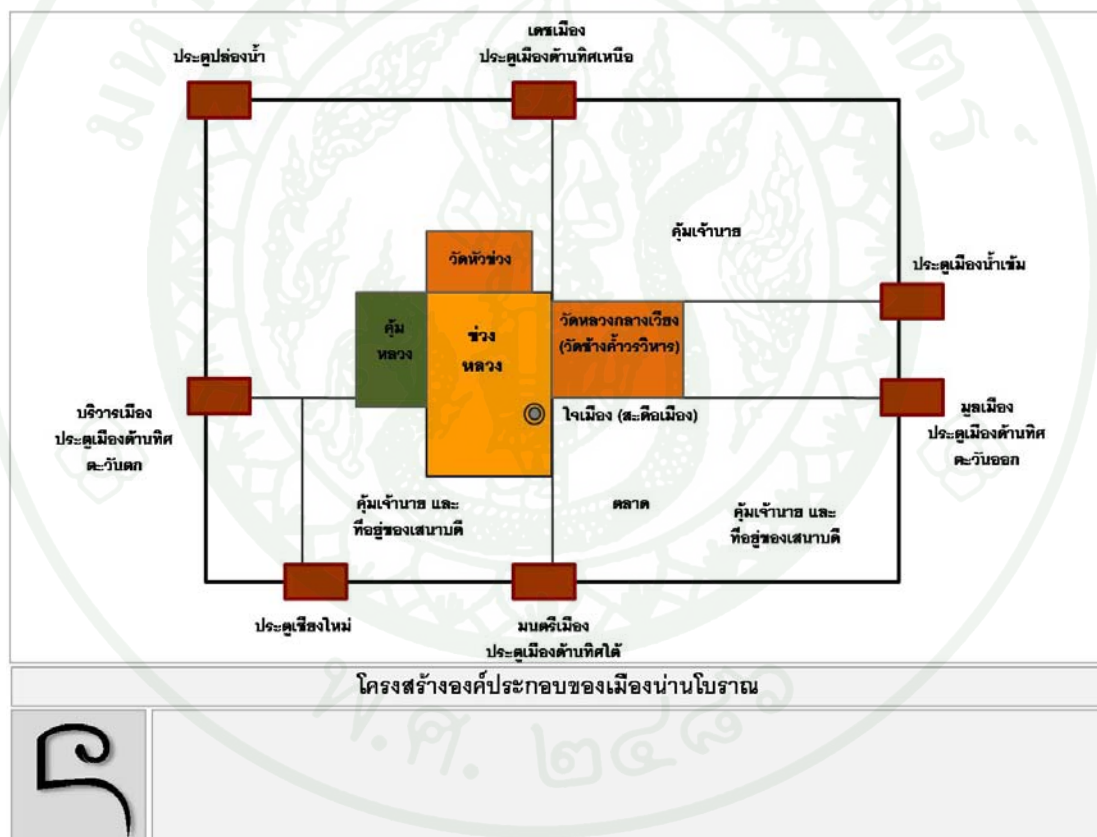 เดชเมือง
ประตูปล่องน้ำ
ประตูเมืองด้านทิศเหนือ
คุ้มเจ้านาย
วัดหัวข่วง
ประตูเมืองน้ำเข้ม
คุ้ม
หลวง
ข่วง
หลวง
วัดหลวงกลางเวียง
(วัดช้างค้ำวรวิหาร)
บริวารเมือง
ประตูเมืองด้านทิศ
ตะวันตก
ใจเมือง (สะดือเมือง)
มูลเมือง
ประตูเมืองด้านทิศ
ตะวันออก
คุ้มเจ้านาย และ
ที่อยู่ของเสนาบดี
ตลาด
คุ้มเจ้านาย และ
ที่อยู่ของเสนาบดี
ประตูเชียงใหม่
มนตรีเมือง
ประตูเมืองด้านทิศใต้
โครงสร้างองค์ประกอบของเมืองน่านโบราณ
พ.ศ. ๒๔๘๖